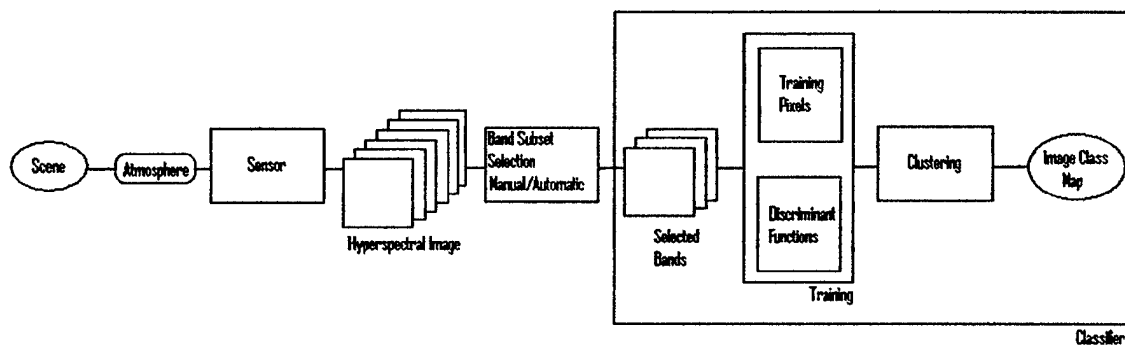 Scene
Atmosphere
Sensor
Hyperspectral Image
Band Subset
Selection
Manual/Automatic
Selected
Bands
Training
Pixels
Discriminant
Functions
Training
Clustering
Image Class
Map
Classifier